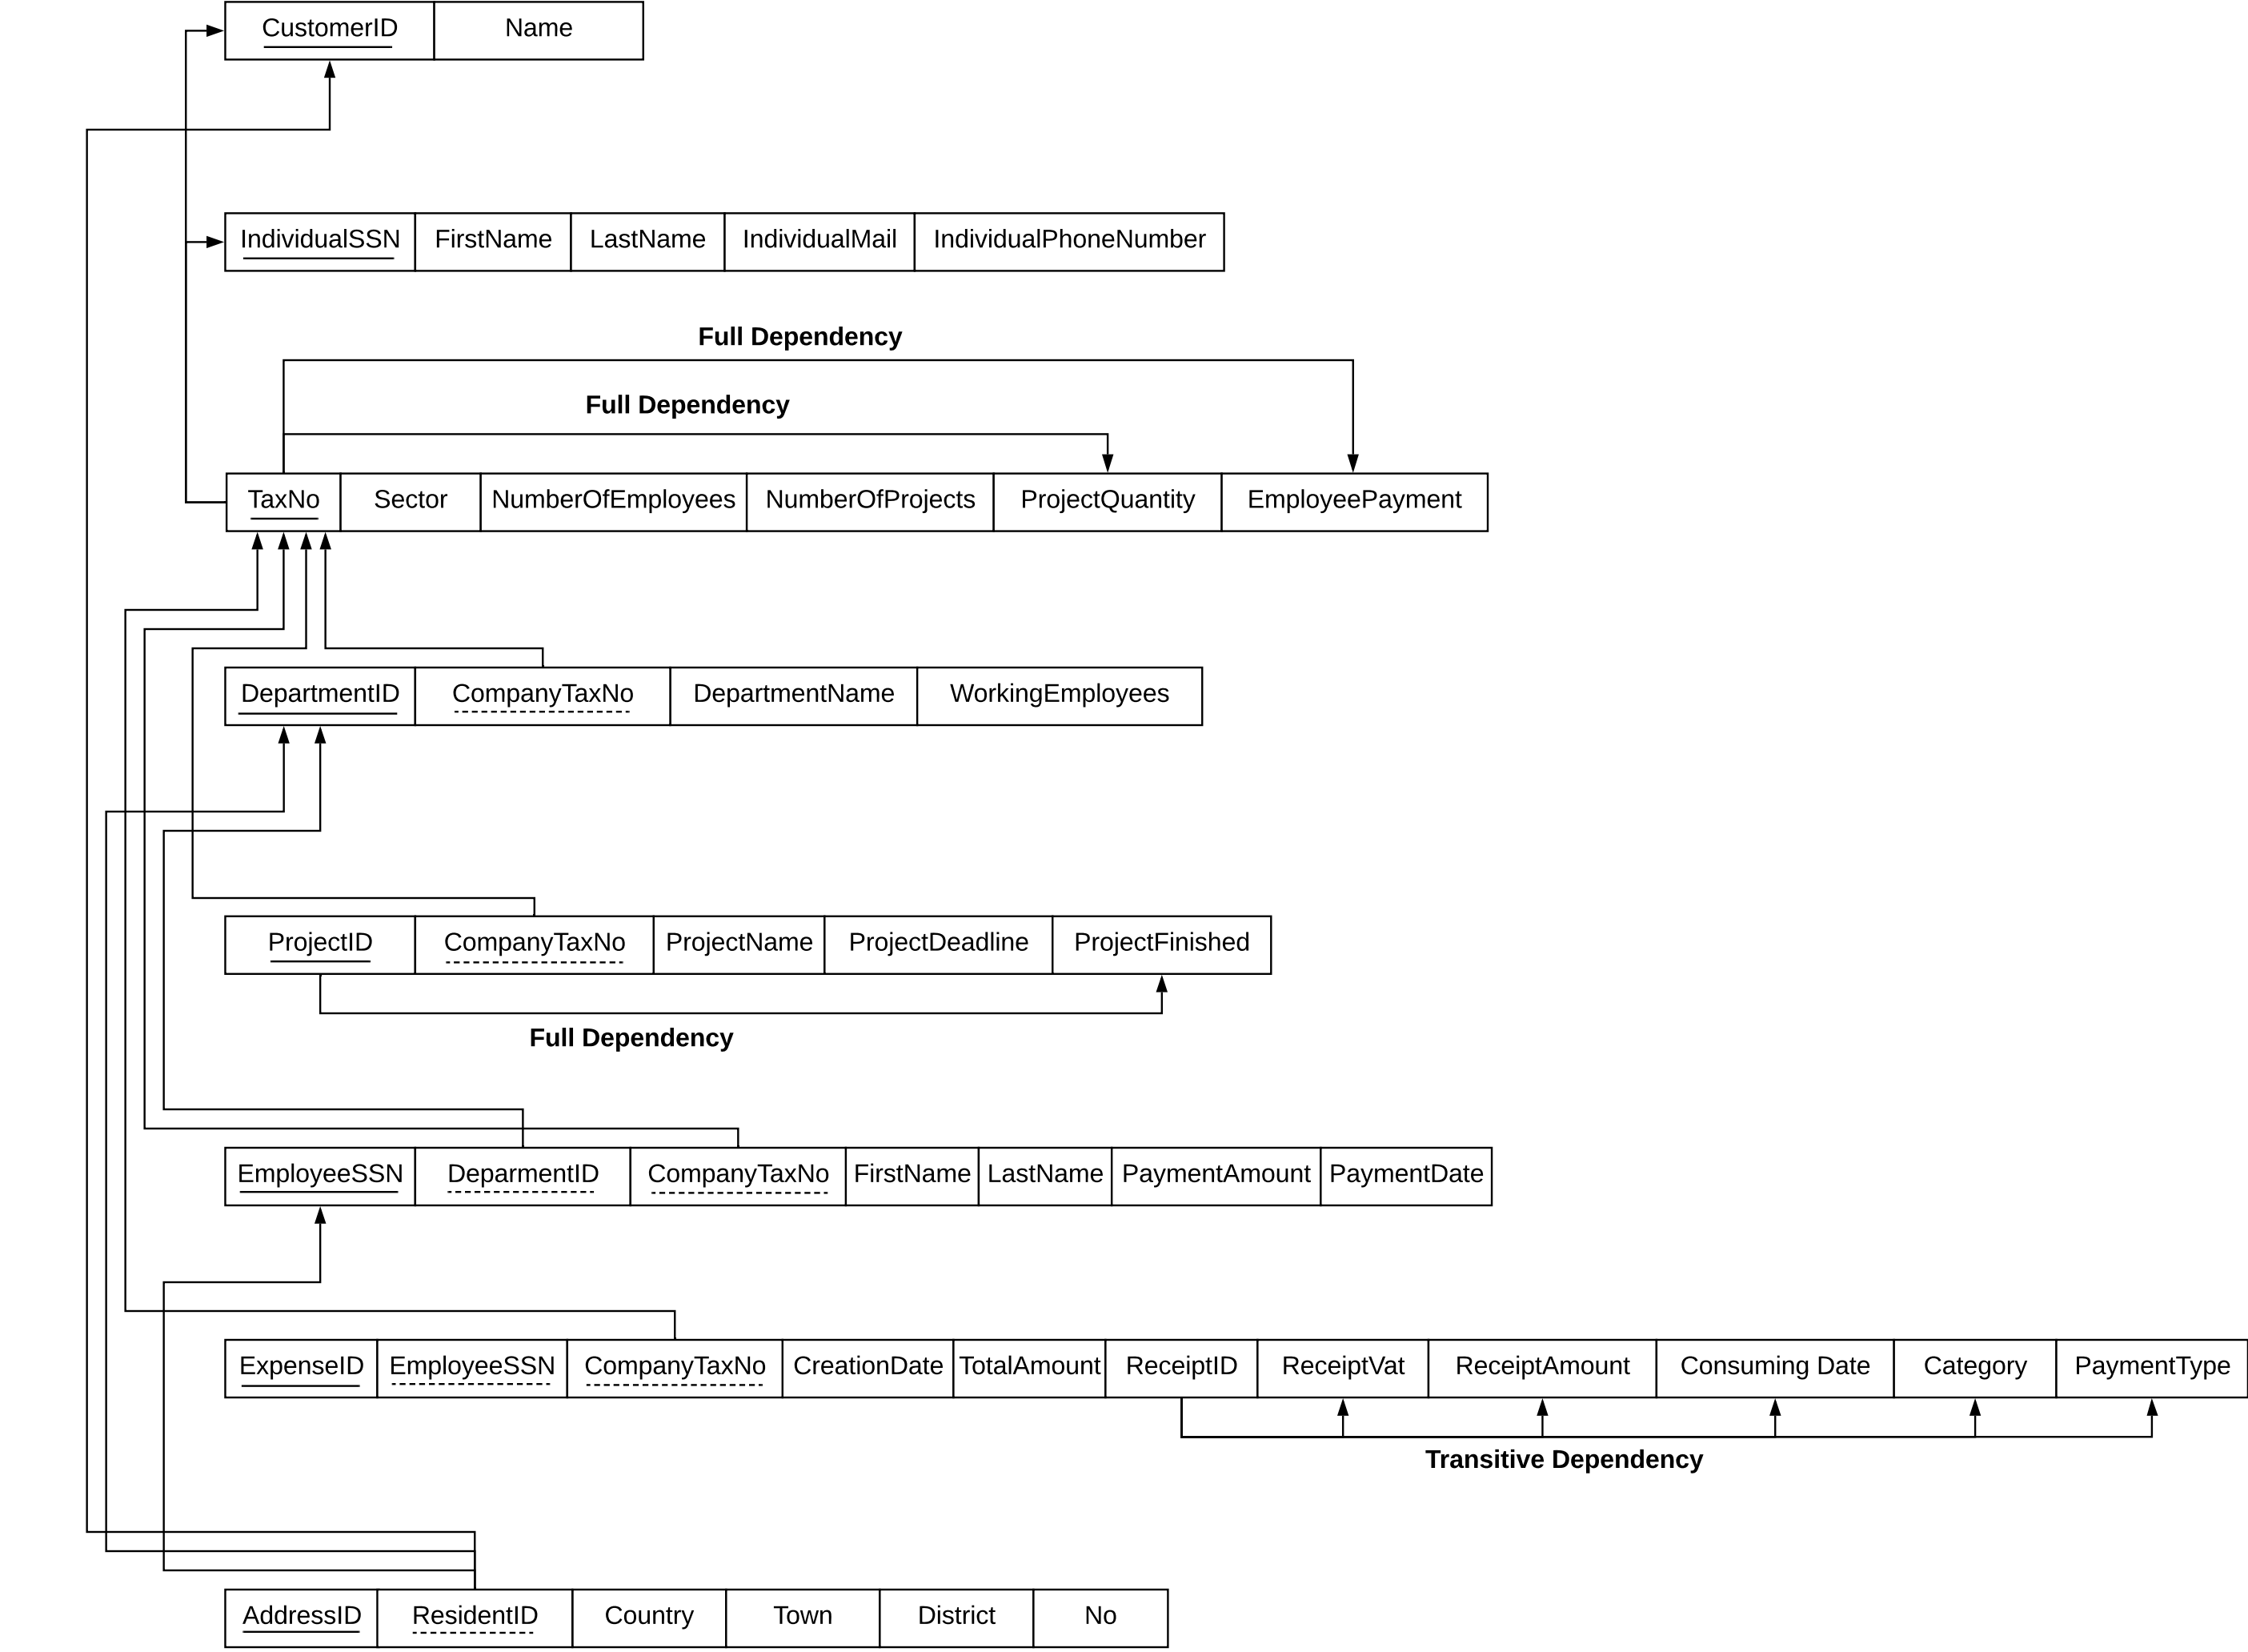 CustomerID Name
IndividualSSN FirstName LastName IndividualMail IndividualPhoneNumber
Full Dependency
Full Dependency
TaxNo Sector NumberOfEmployees NumberOfProjects ProjectQuantity EmployeePayment
DepartmentID CompanyTaxNo DepartmentName WorkingEmployees
ProjectID CompanyTaxNo ProjectName ProjectDeadline ProjectFinished
Full Dependency
EmployeeSSN DeparmentID CompanyTaxNo FirstName LastName PaymentAmount PaymentDate
ExpenseID EmployeeSSN CompanyTaxNo CreationDate TotalAmount ReceiptID ReceiptVat ReceiptAmount Consuming Date Category PaymentType
Transitive Dependency
AddressID ResidentID Country Town District No